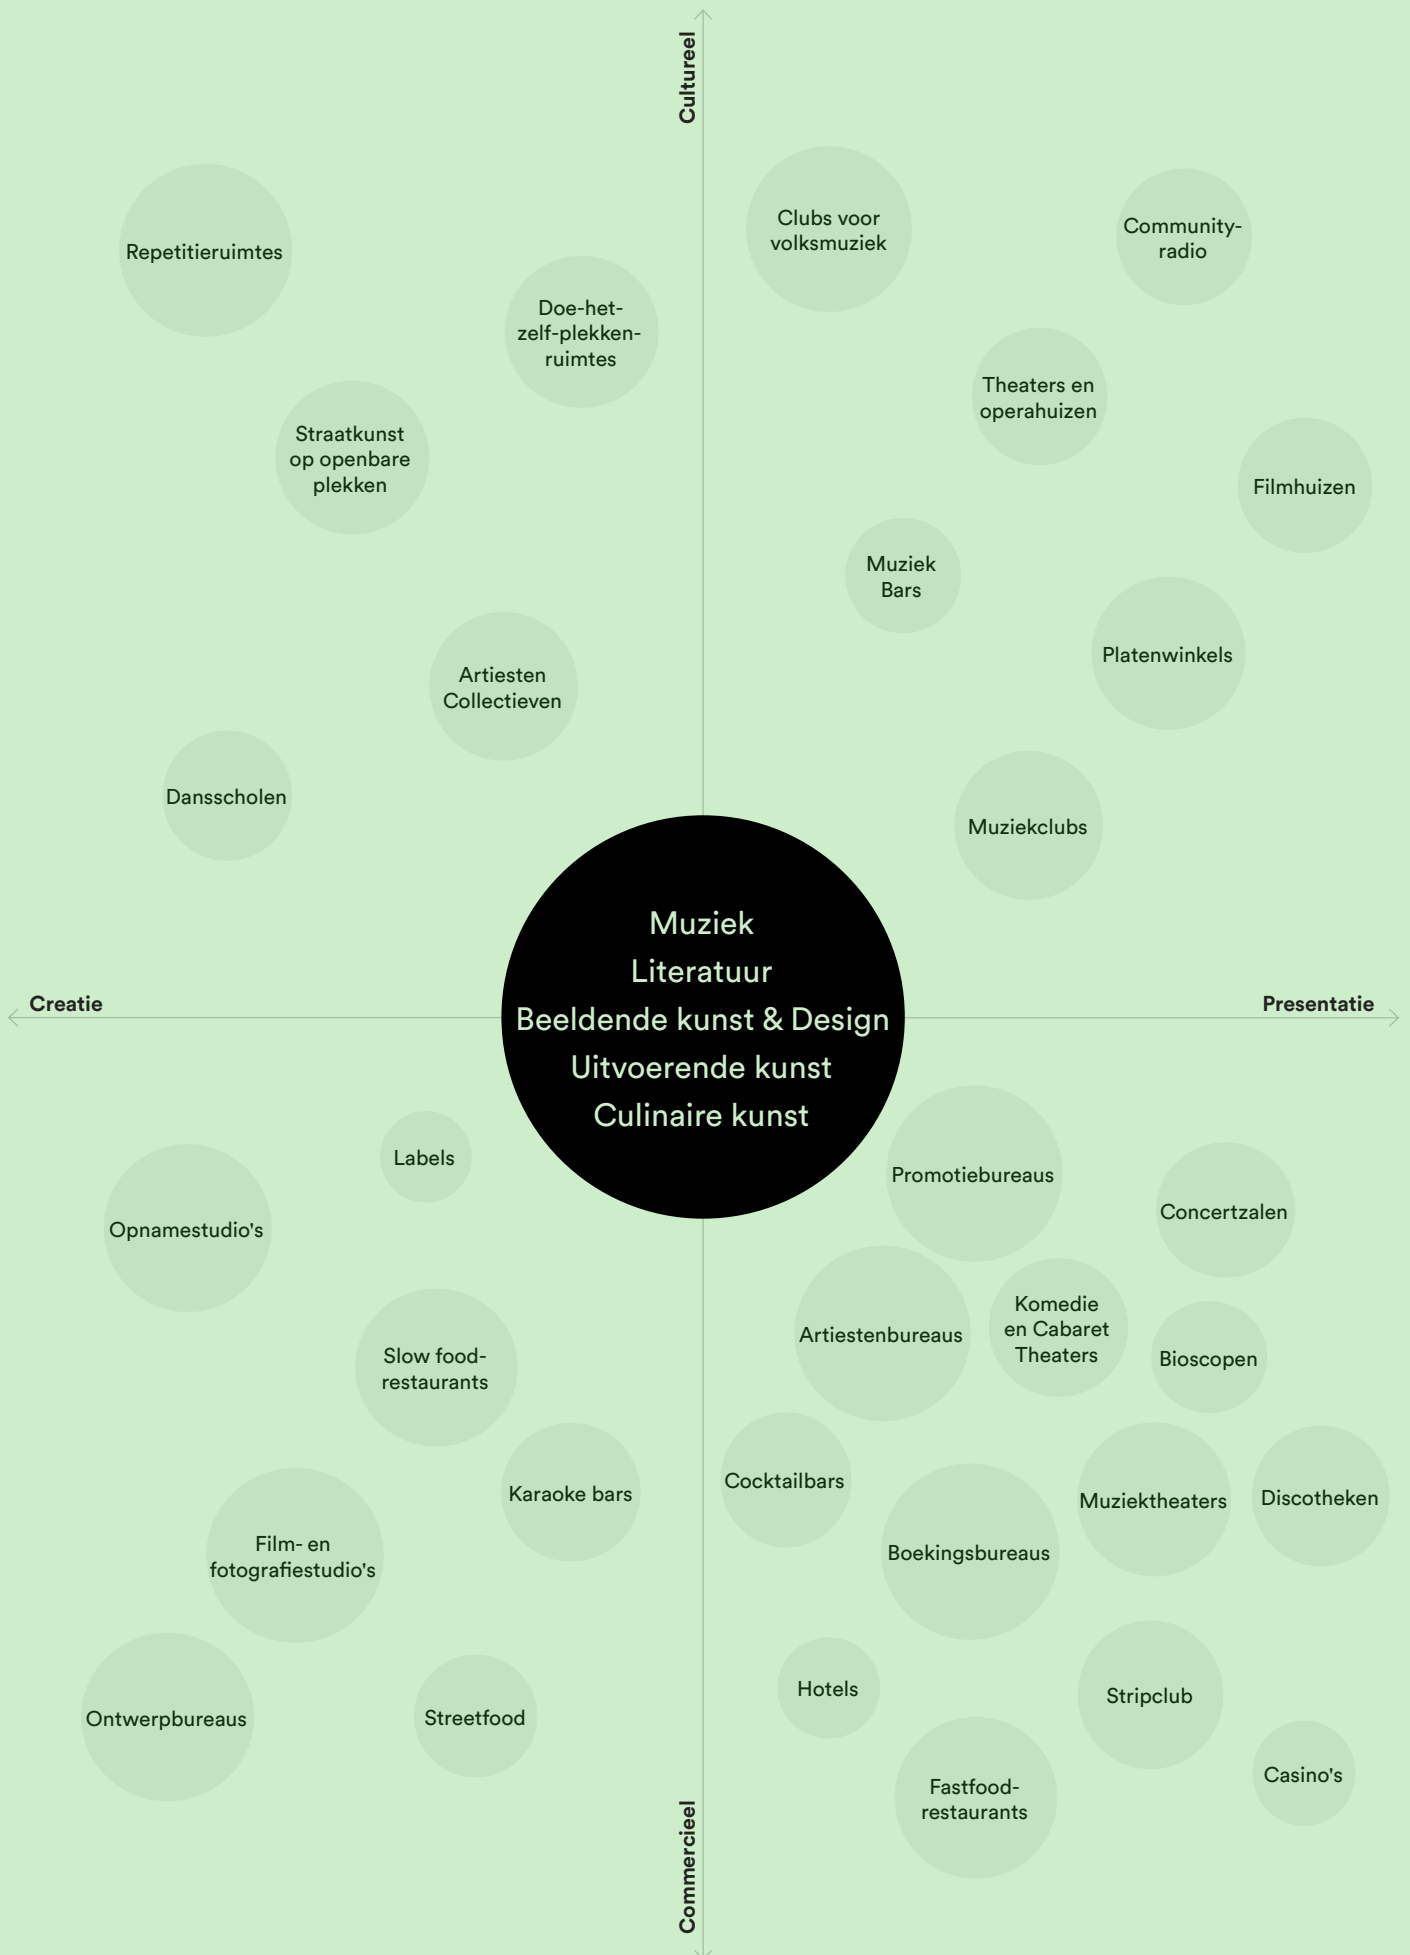 Cultureel
Clubs voor
volksmuziek
Community-
radio
Repetitieruimtes
Doe-het-
zelf-plekken-
ruimtes
Theaters en
operahuizen
Straatkunst
op openbare
plekken
Filmhuizen
Muziek
Bars
Platenwinkels
Artiesten
Collectieven
Dansscholen
Muziekclubs
Muziek
Literatuur
Beeldende kunst & Design
Uitvoerende kunst
Culinaire kunst
Creatie
Presentatie
Labels
Opnamestudio's
Promotiebureaus
Concertzalen
Slow food-
restaurants
Artiestenbureaus
Komedie
en Cabaret
Theaters
Bioscopen
Karaoke bars
Cocktailbars
Muziektheaters
Discotheken
Film- en
fotografiestudio's
Boekingsbureaus
Ontwerpbureaus
Streetfood
Hotels
Stripclub
Fastfood-
restaurants
Casino's
Commercieel